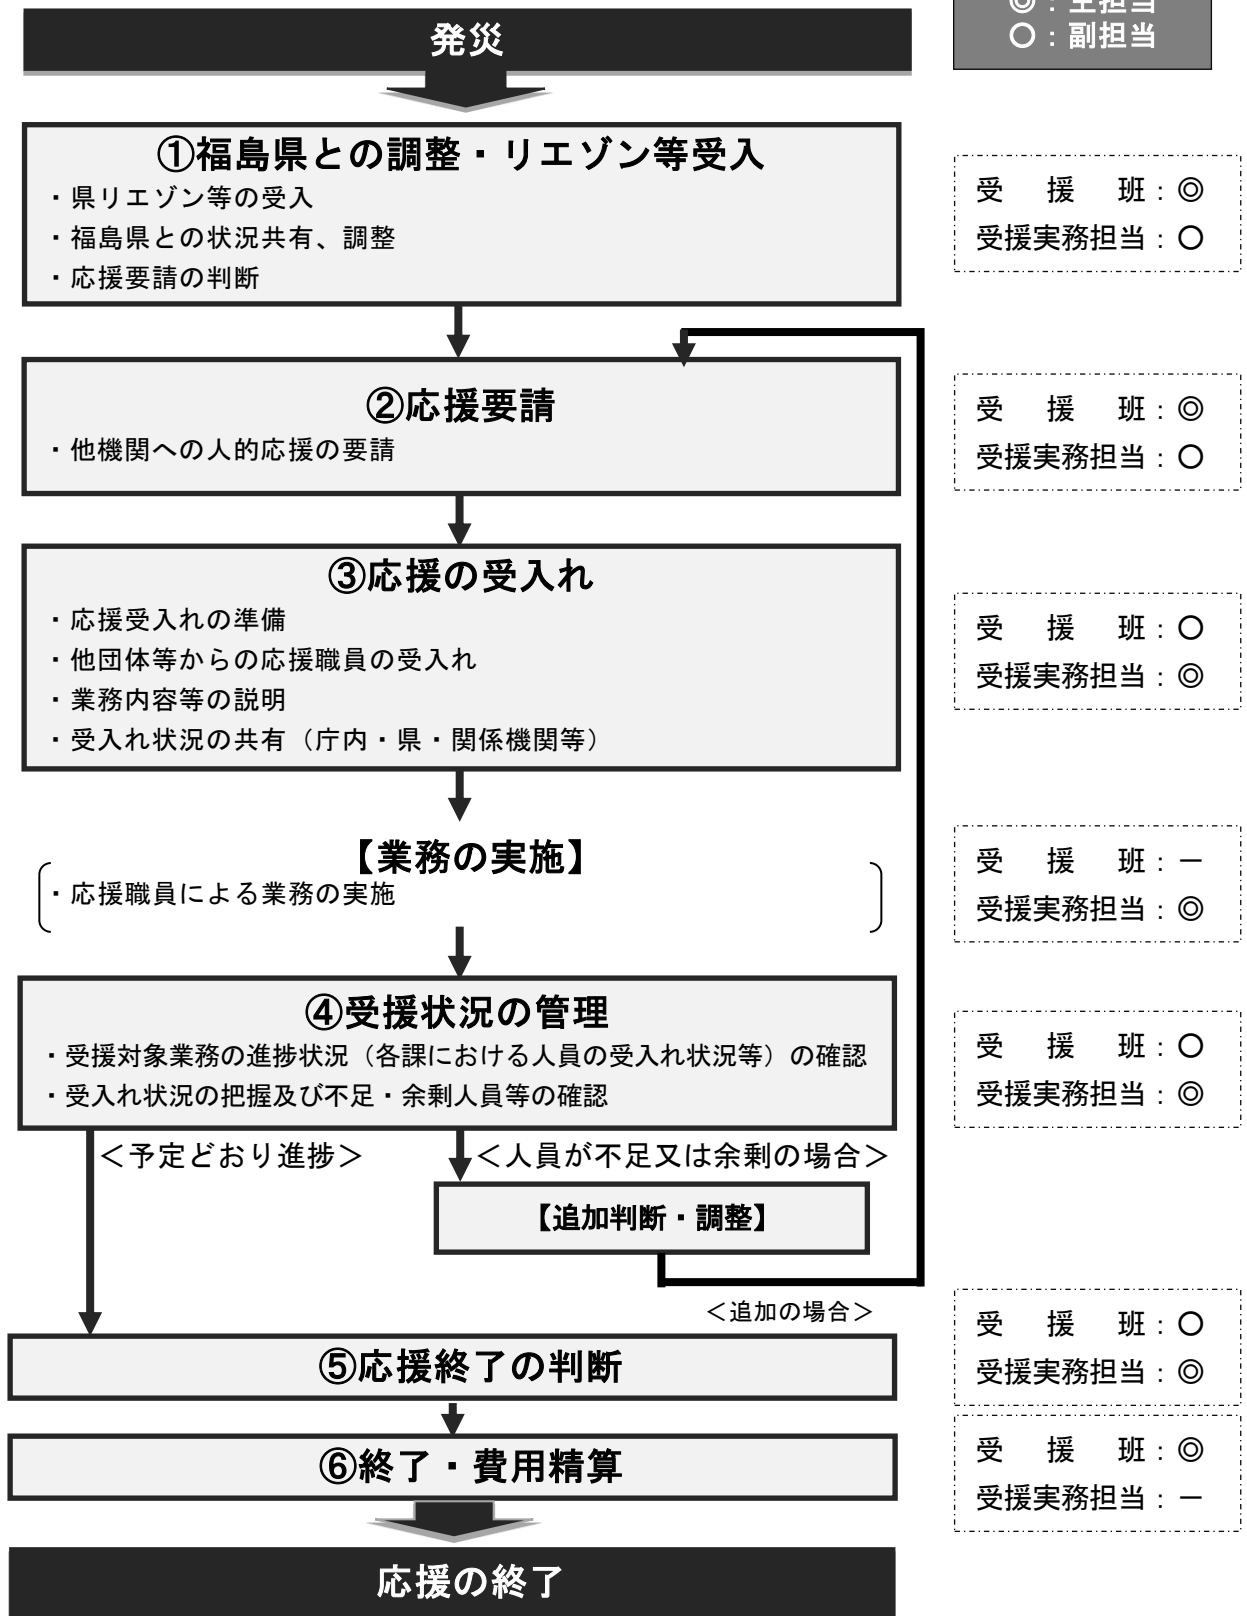 ◎：主担当
○：副担当
発災
①福島県との調整・リエゾン等受入
・県リエゾン等の受入
・福島県との状況共有、調整
・応援要請の判断
受　援　班：◎
受援実務担当：○
②応援要請
・他機関への人的応援の要請
受　援　班：◎
受援実務担当：○
③応援の受入れ
・応援受入れの準備
・他団体等からの応援職員の受入れ
・業務内容等の説明
・受入れ状況の共有（庁内・県・関係機関等）
受　援　班：○
受援実務担当：◎
【業務の実施】
・応援職員による業務の実施
受　援　班：－
受援実務担当：◎
④受援状況の管理
・受援対象業務の進捗状況（各課における人員の受入れ状況等）の確認
・受入れ状況の把握及び不足・余剰人員等の確認
受　援　班：○
受援実務担当：◎
＜予定どおり進捗＞
＜人員が不足又は余剰の場合＞
【追加判断・調整】
＜追加の場合＞
⑤応援終了の判断
受　援　班：○
受援実務担当：◎
⑥終了・費用精算
受　援　班：◎
受援実務担当：－
応援の終了